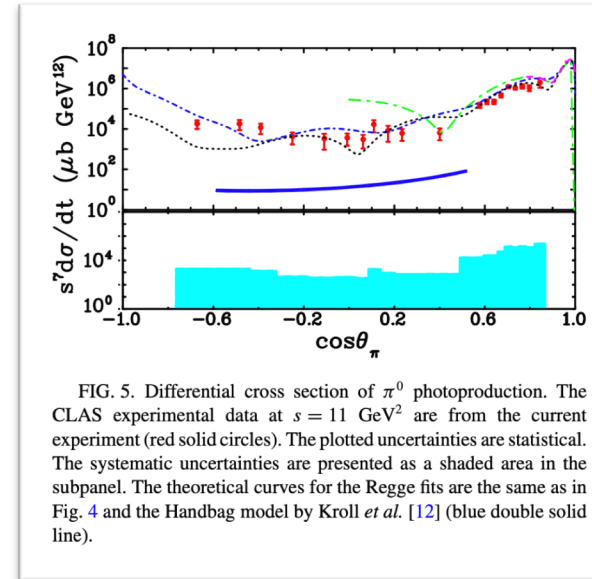 10⁸
10⁶
10⁴
10²
10⁰
10⁴
10⁰
s⁷dσ/dt (μb GeV¹²)
-1.0 -0.6 -0.2 0.2 0.6 1.0
cosθπ
FIG. 5. Differential cross section of π⁰ photoproduction. The
CLAS experimental data at s = 11 GeV² are from the current
experiment (red solid circles). The plotted uncertainties are statistical.
The systematic uncertainties are presented as a shaded area in the
subpanel. The theoretical curves for the Regge fits are the same as in
Fig. 4 and the Handbag model by Kroll et al. [12] (blue double solid
line).